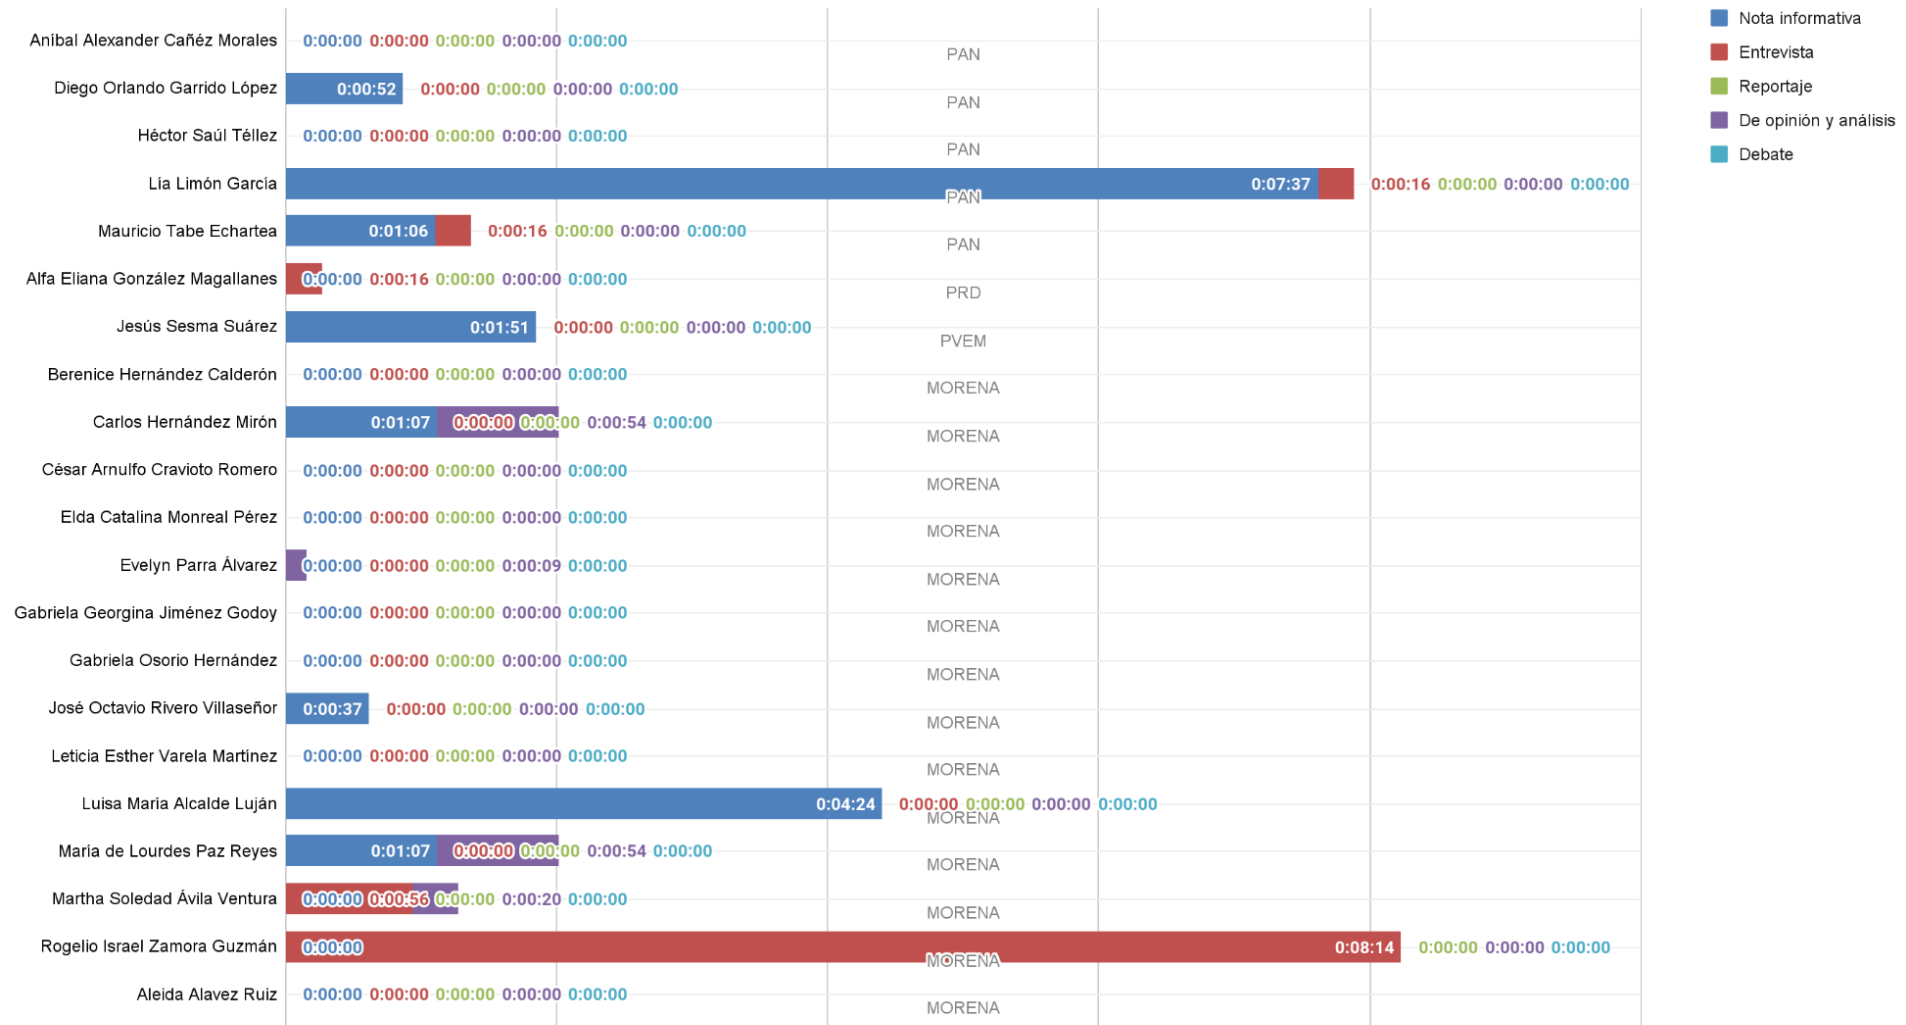 Aníbal Alexander Cañéz Morales 0:00:00 0:00:00 0:00:00 0:00:00 0:00:00 PAN
Diego Orlando Garrido López 0:00:52 0:00:00 0:00:00 0:00:00 0:00:00 PAN
Héctor Saúl Téllez 0:00:00 0:00:00 0:00:00 0:00:00 0:00:00 PAN
Lía Limón García 0:07:37 0:00:16 0:00:00 0:00:00 0:00:00 PAN
Mauricio Tabe Echartea 0:01:06 0:00:16 0:00:00 0:00:00 0:00:00 PAN
Alfa Eliana González Magallanes 0:00:00 0:00:16 0:00:00 0:00:00 0:00:00 PRD
Jesús Sesma Suárez 0:01:51 0:00:00 0:00:00 0:00:00 0:00:00 PVEM
Berenice Hernández Calderón 0:00:00 0:00:00 0:00:00 0:00:00 0:00:00 MORENA
Carlos Hernández Mirón 0:01:07 0:00:00 0:00:00 0:00:54 0:00:00 MORENA
César Arnulfo Cravioto Romero 0:00:00 0:00:00 0:00:00 0:00:00 0:00:00 MORENA
Elda Catalina Monreal Pérez 0:00:00 0:00:00 0:00:00 0:00:00 0:00:00 MORENA
Evelyn Parra Álvarez 0:00:00 0:00:00 0:00:00 0:00:09 0:00:00 MORENA
Gabriela Georgina Jiménez Godoy 0:00:00 0:00:00 0:00:00 0:00:00 0:00:00 MORENA
Gabriela Osorio Hernández 0:00:00 0:00:00 0:00:00 0:00:00 0:00:00 MORENA
José Octavio Rivero Villaseñor 0:00:37 0:00:00 0:00:00 0:00:00 0:00:00 MORENA
Leticia Esther Varela Martínez 0:00:00 0:00:00 0:00:00 0:00:00 0:00:00 MORENA
Luisa María Alcalde Luján 0:04:24 0:00:00 0:00:00 0:00:00 0:00:00 MORENA
María de Lourdes Paz Reyes 0:01:07 0:00:00 0:00:00 0:00:54 0:00:00 MORENA
Martha Soledad Ávila Ventura 0:00:00 0:00:56 0:00:00 0:00:20 0:00:00 MORENA
Rogelio Israel Zamora Guzmán 0:00:00 0:08:14 0:00:00 0:00:00 0:00:00 MORENA
Aleida Alavez Ruiz 0:00:00 0:00:00 0:00:00 0:00:00 0:00:00 MORENA
Nota informativa
Entrevista
Reportaje
De opinión y análisis
Debate